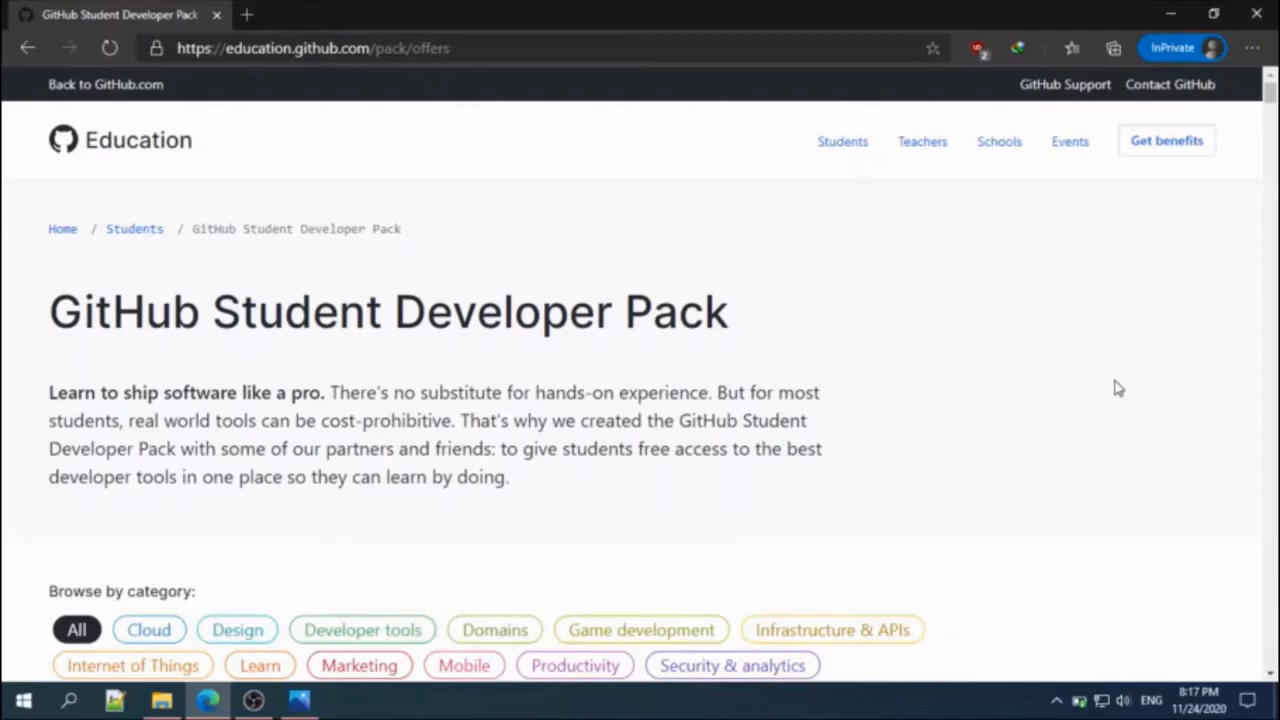 GitHub Student Developer Pack
https://education.github.com/pack/offers
2
InPrivate
Back to GitHub.com
GitHub Support
Contact GitHub
Education
Students
Teachers
Schools
Events
Get benefits
Home / Students / GitHub Student Developer Pack
GitHub Student Developer Pack
Learn to ship software like a pro. There's no substitute for hands-on experience. But for most
students, real world tools can be cost-prohibitive. That's why we created the GitHub Student
Developer Pack with some of our partners and friends: to give students free access to the best
developer tools in one place so they can learn by doing.
Browse by category:
All
Cloud
Design
Developer tools
Domains
Game development
Infrastructure & APIs
Internet of Things
Learn
Marketing
Mobile
Productivity
Security & analytics
ENG
8:17 PM
11/24/2020